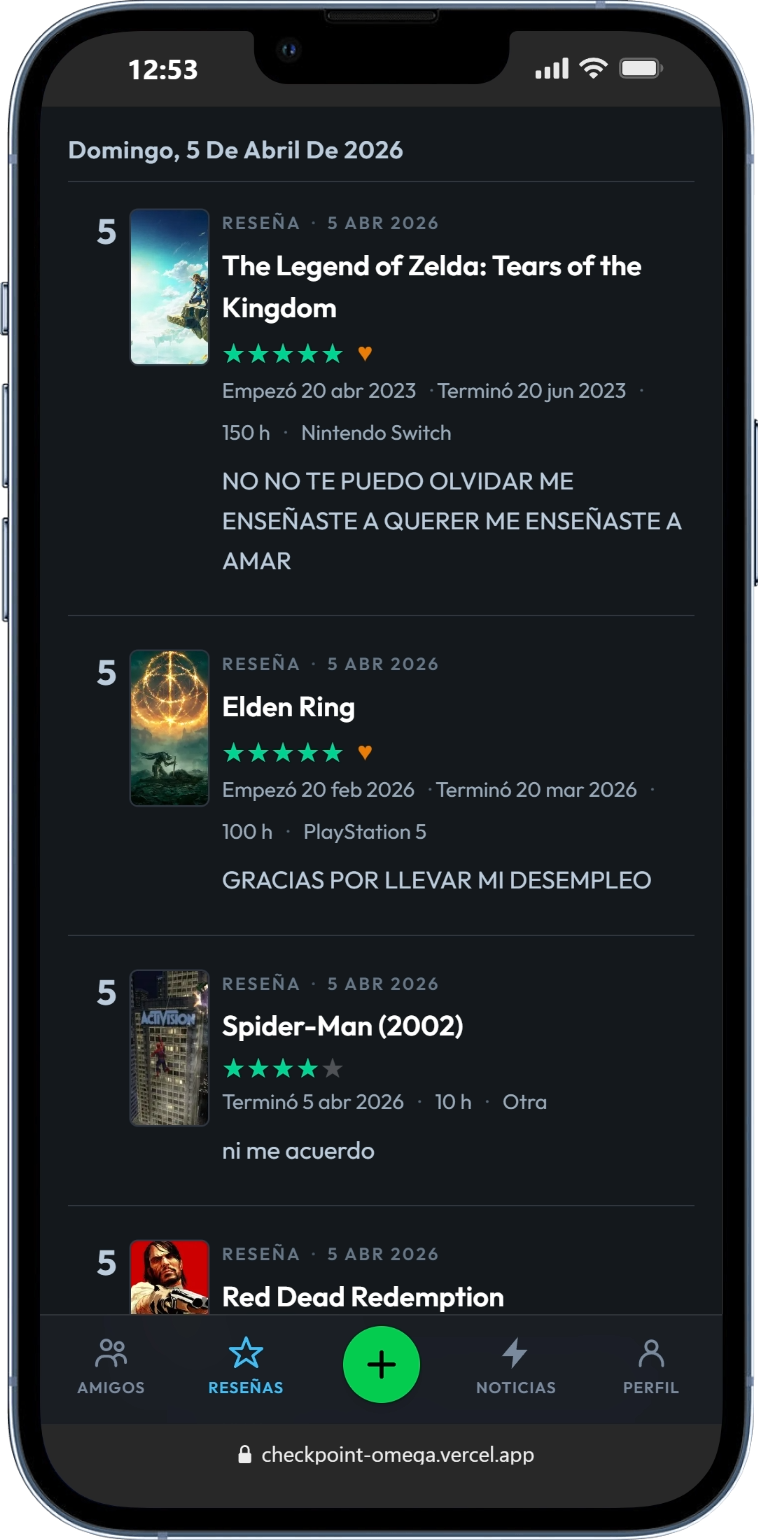 12:53
Domingo, 5 De Abril De 2026
5
RESEÑA · 5 ABR 2026
The Legend of Zelda: Tears of the
Kingdom
★★★★★ ♥
Empezó 20 abr 2023 · Terminó 20 jun 2023 ·
150 h · Nintendo Switch
NO NO TE PUEDO OLVIDAR ME
ENSEÑASTE A QUERER ME ENSEÑASTE A
AMAR
5
RESEÑA · 5 ABR 2026
Elden Ring
★★★★★ ♥
Empezó 20 feb 2026 · Terminó 20 mar 2026 ·
100 h · PlayStation 5
GRACIAS POR LLEVAR MI DESEMPLEO
5
RESEÑA · 5 ABR 2026
ACTIVISION
Spider-Man (2002)
★★★★★
Terminó 5 abr 2026 · 10 h · Otra
ni me acuerdo
5
RESEÑA · 5 ABR 2026
Red Dead Redemption
AMIGOS
RESEÑAS
+
NOTICIAS
PERFIL
checkpoint-omega.vercel.app